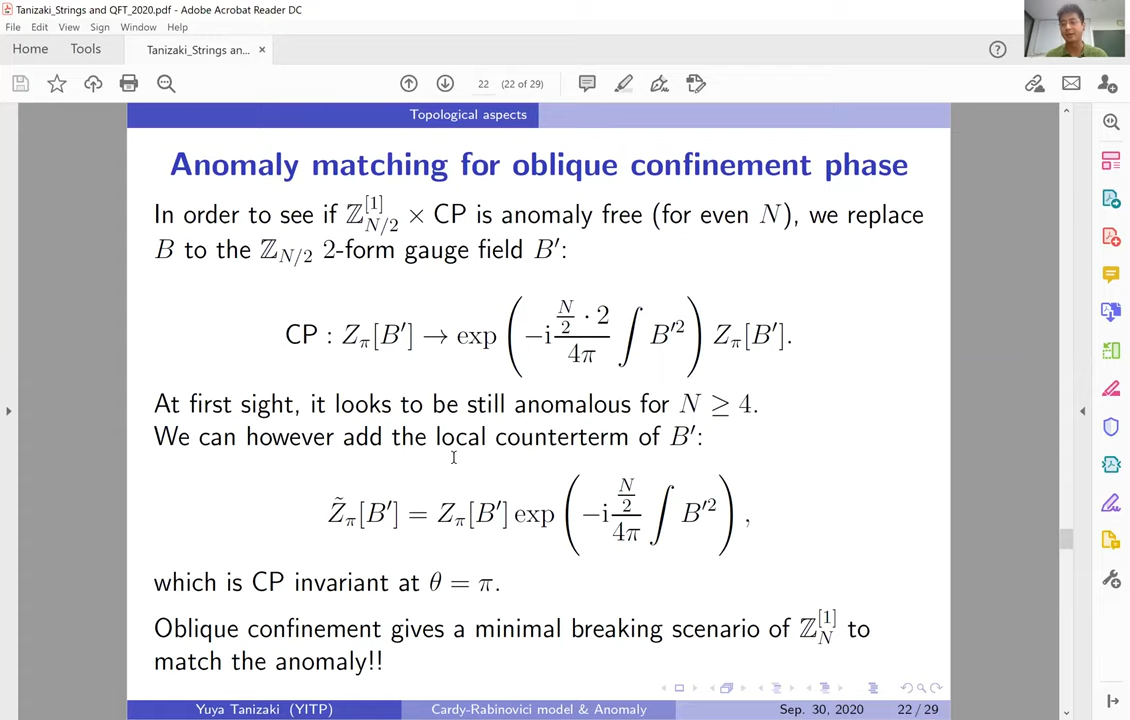 Tanizaki_Strings and QFT_2020.pdf - Adobe Acrobat Reader DC
File Edit View Sign Window Help
Home Tools Tanizaki_Strings an... ×
22 (22 of 29)
Topological aspects
Anomaly matching for oblique confinement phase
In order to see if ℤ_{N/2}^{[1]} × CP is anomaly free (for even N), we replace
B to the ℤ_{N/2} 2-form gauge field B′:
CP : Z_π[B′] → exp(−i (N/2 · 2)/(4π) ∫ B′²) Z_π[B′].
At first sight, it looks to be still anomalous for N ≥ 4.
We can however add the local counterterm of B′:
Z̃_π[B′] = Z_π[B′] exp(−i (N/2)/(4π) ∫ B′²),
which is CP invariant at θ = π.
Oblique confinement gives a minimal breaking scenario of ℤ_N^{[1]} to
match the anomaly!!
Yuya Tanizaki (YITP) Cardy-Rabinovici model & Anomaly Sep. 30, 2020 22 / 29